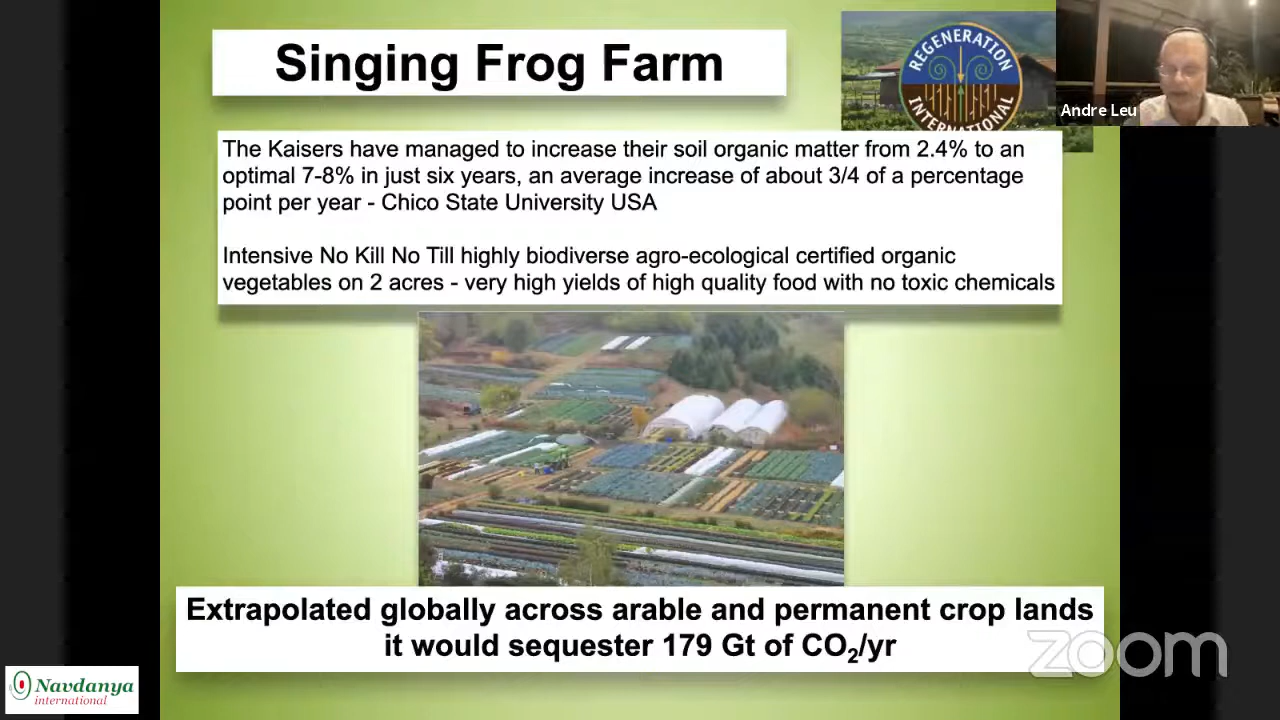 Singing Frog Farm
REGENERATION
INTERNATIONAL
Andre Leu
The Kaisers have managed to increase their soil organic matter from 2.4% to an
optimal 7-8% in just six years, an average increase of about 3/4 of a percentage
point per year - Chico State University USA
Intensive No Kill No Till highly biodiverse agro-ecological certified organic
vegetables on 2 acres - very high yields of high quality food with no toxic chemicals
Extrapolated globally across arable and permanent crop lands
it would sequester 179 Gt of CO₂/yr
zoom
Navdanya
international